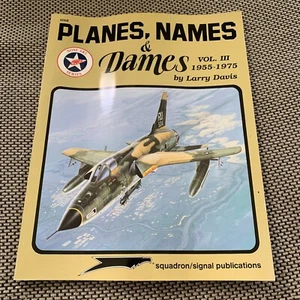 PLANES, NAMES
&
Dames VOL. III
1955-1975
by Larry Davis
squadron/signal publications